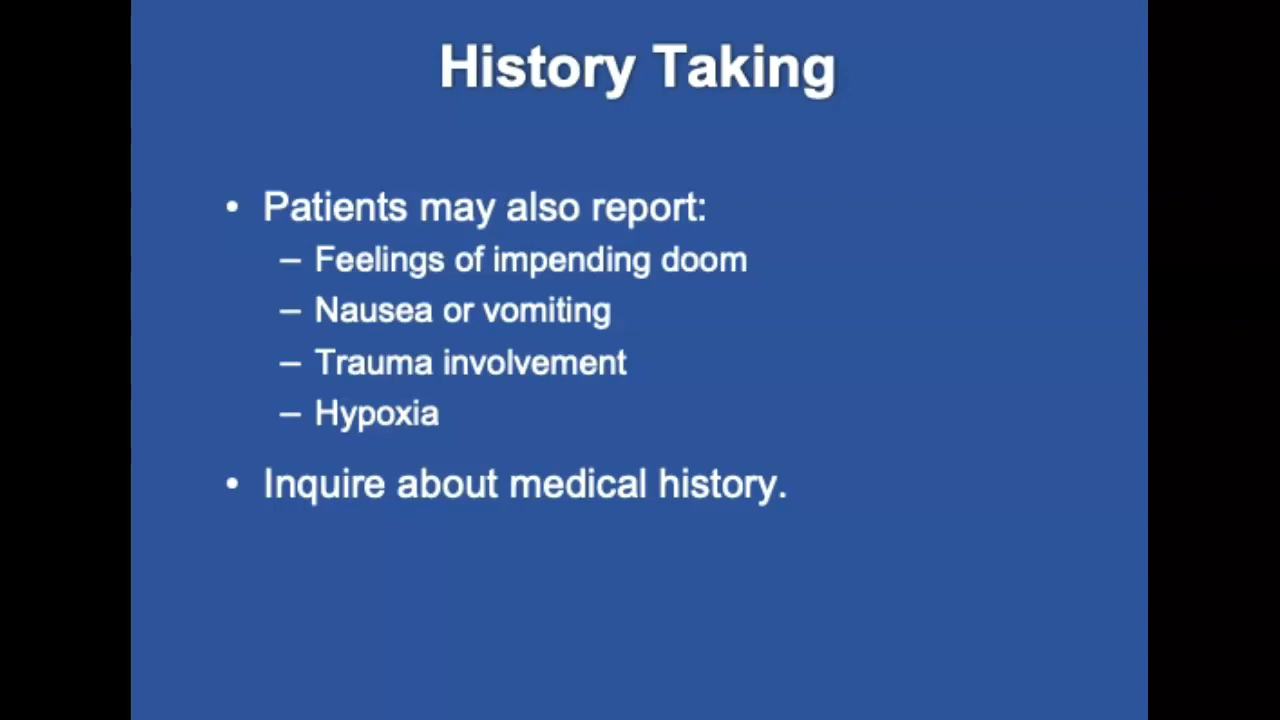 History Taking
• Patients may also report:
– Feelings of impending doom
– Nausea or vomiting
– Trauma involvement
– Hypoxia
• Inquire about medical history.